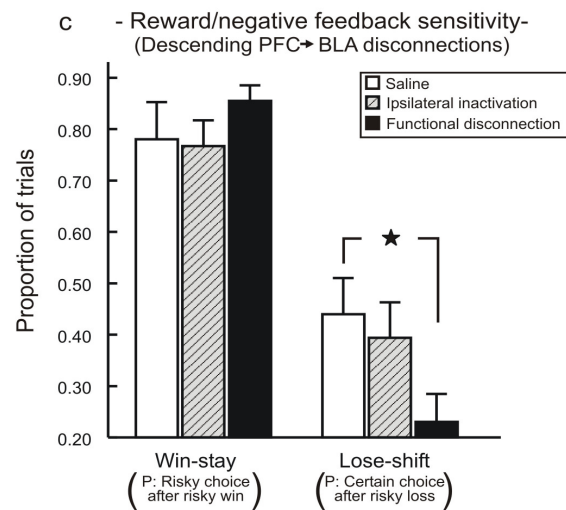 c - Reward/negative feedback sensitivity-
(Descending PFC→ BLA disconnections)
Saline
Ipsilateral inactivation
Functional disconnection
Proportion of trials
0.90
0.80
0.70
0.60
0.50
0.40
0.30
0.20
★
Win-stay
(P: Risky choice
after risky win)
Lose-shift
(P: Certain choice
after risky loss)